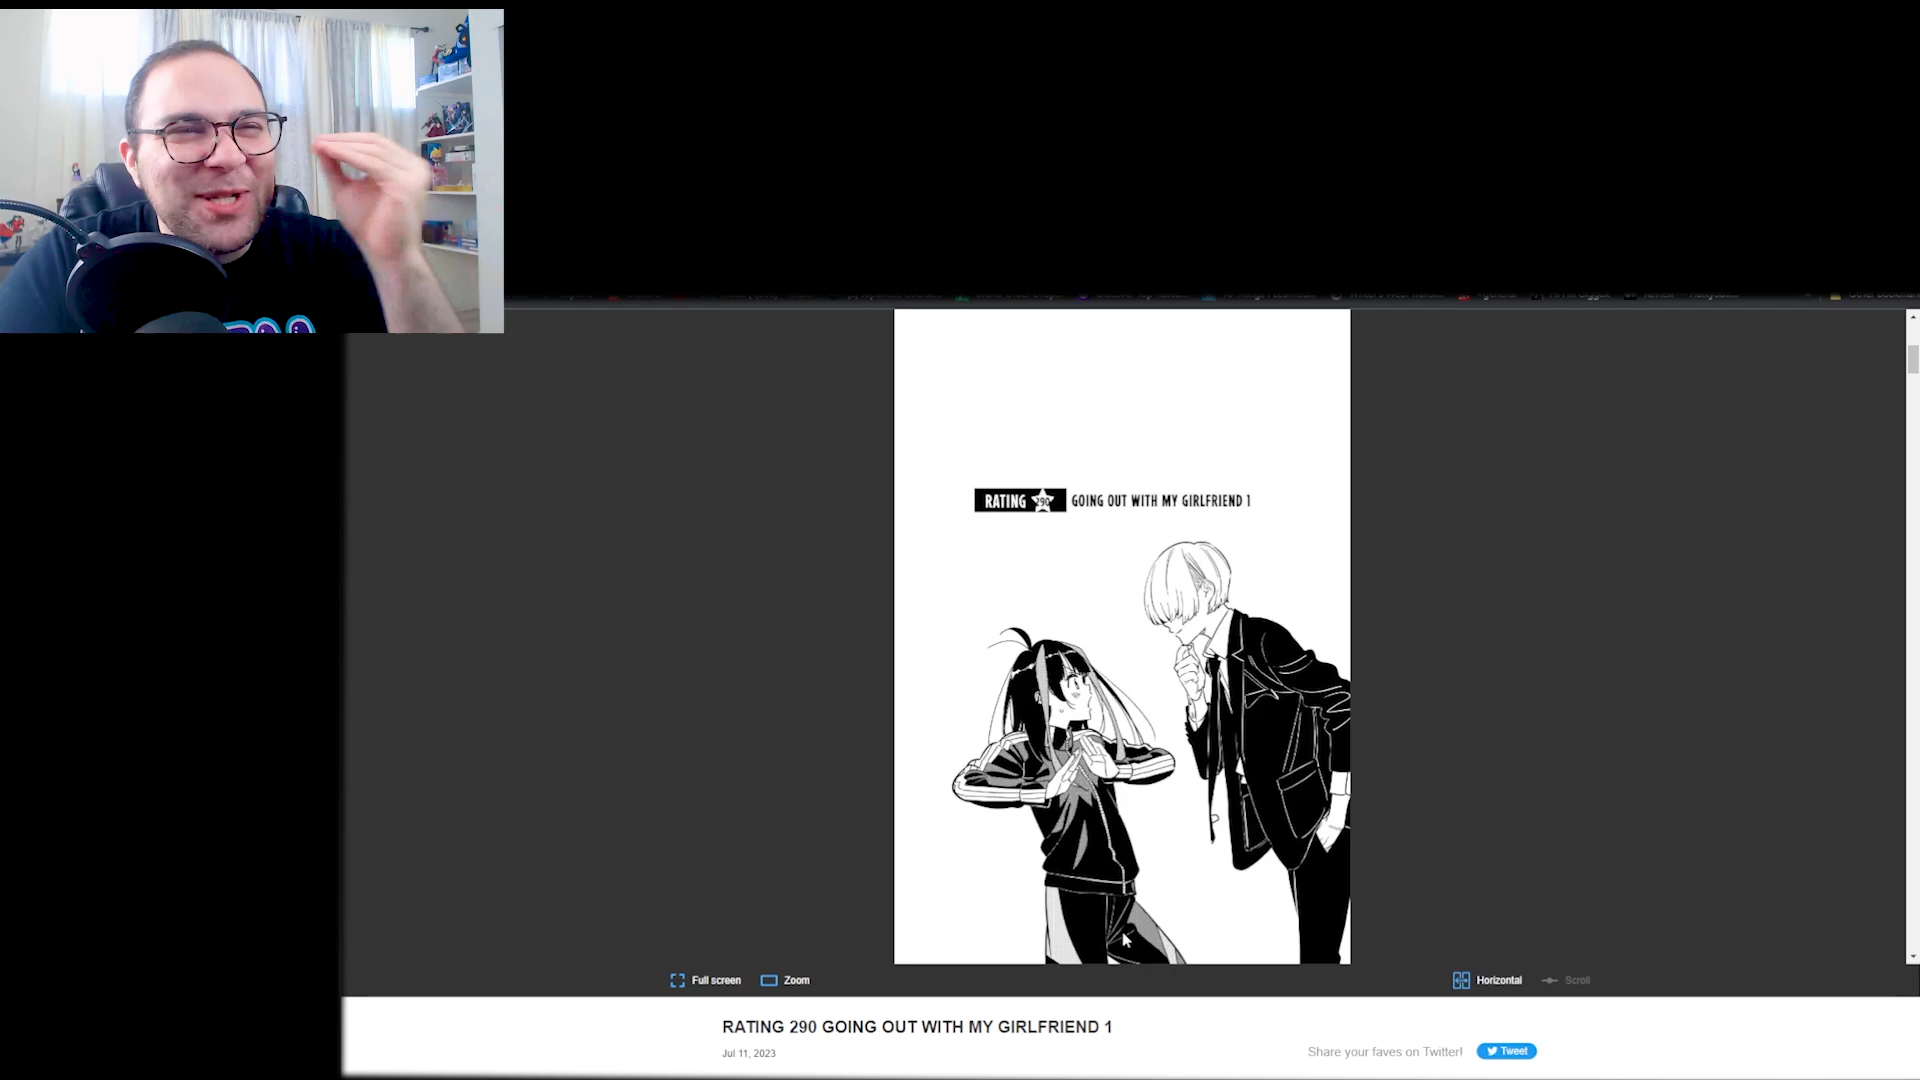 RATING 290 GOING OUT WITH MY GIRLFRIEND 1
Full screen
Zoom
Horizontal
Scroll
RATING 290 GOING OUT WITH MY GIRLFRIEND 1
Jul 11, 2023
Share your faves on Twitter!
Tweet